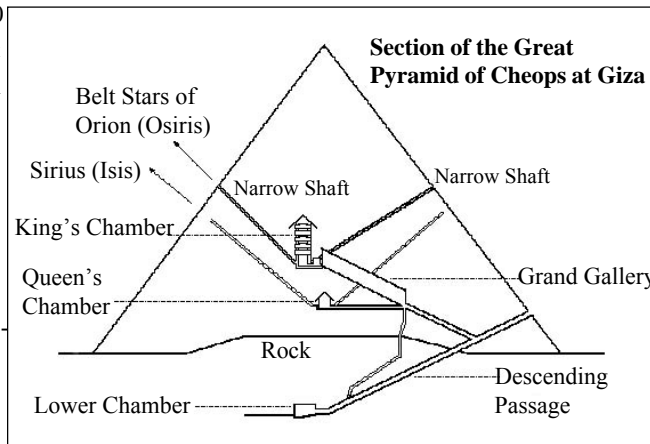 Section of the Great
Pyramid of Cheops at Giza
Belt Stars of
Orion (Osiris)
Sirius (Isis)
Narrow Shaft
Narrow Shaft
King's Chamber
Queen's
Chamber
Grand Gallery
Rock
Descending
Passage
Lower Chamber